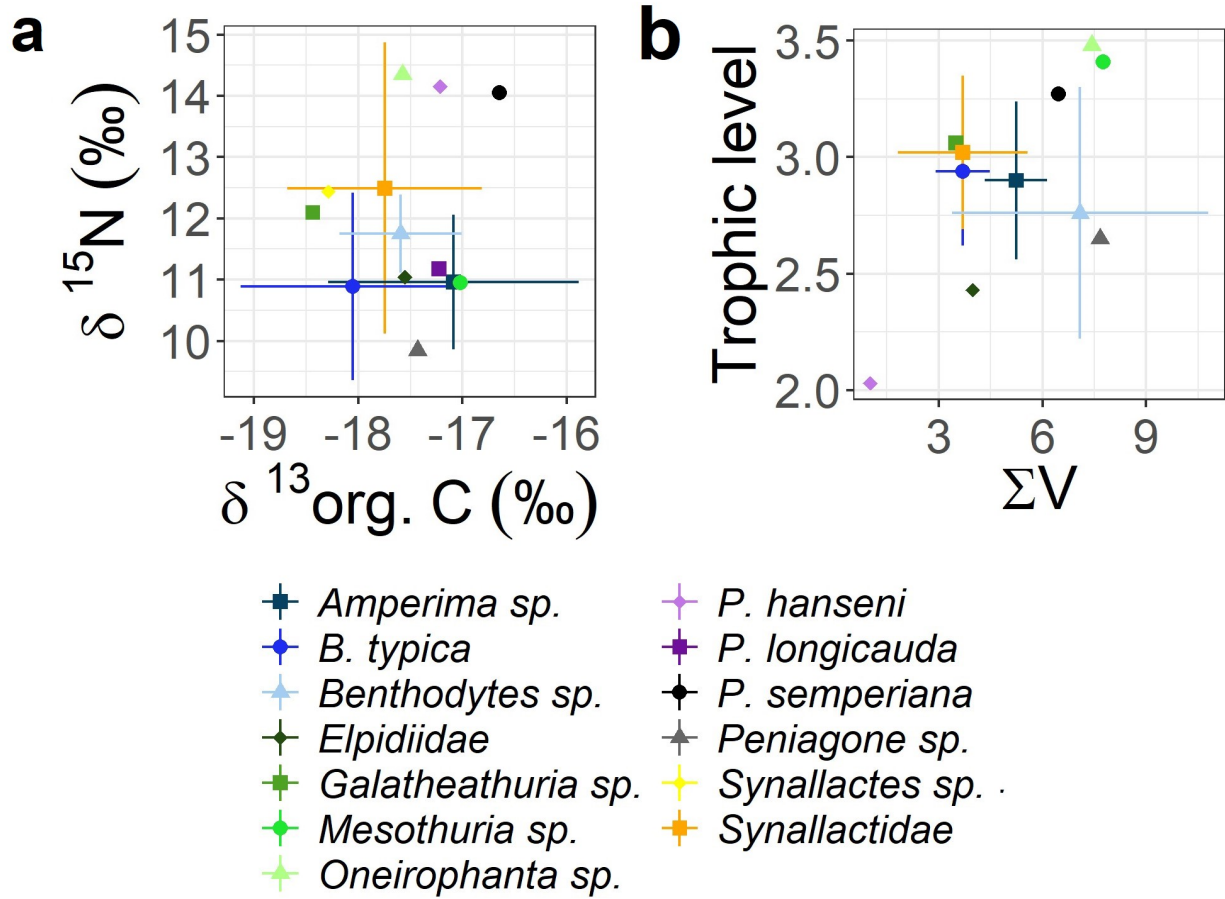 a
15
14
13
12
11
10
δ 15N (‰)
-19 -18 -17 -16
δ 13org. C (‰)
b
3.5
3.0
2.5
2.0
Trophic level
3 6 9
ΣV
Amperima sp.
B. typica
Benthodytes sp.
Elpidiidae
Galatheathuria sp.
Mesothuria sp.
Oneirophanta sp.
P. hanseni
P. longicauda
P. semperiana
Peniagone sp.
Synallactes sp. .
Synallactidae